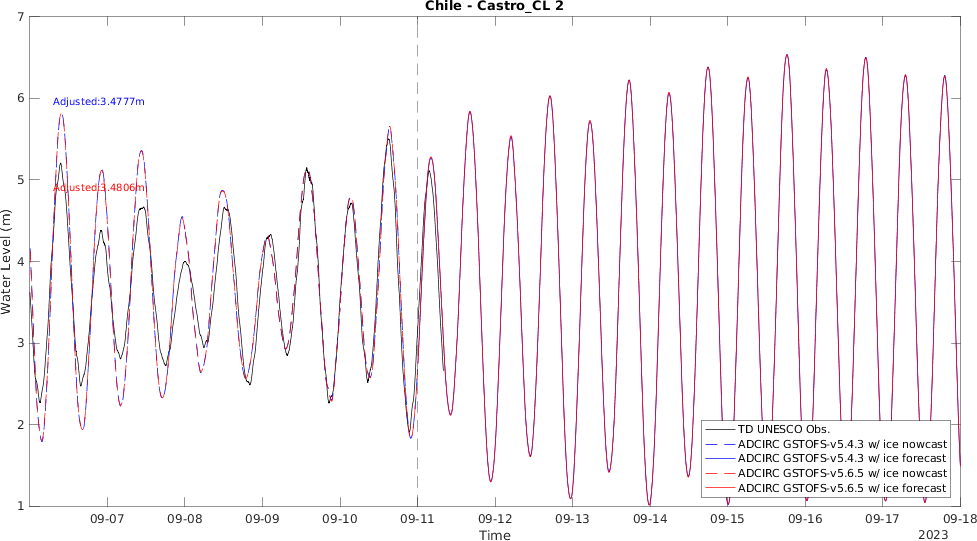 Chile - Castro_CL 2
Water Level (m)
7
6
5
4
3
2
1
Adjusted:3.4777m
Adjusted:3.4806m
TD UNESCO Obs.
ADCIRC GSTOFS-v5.4.3 w/ ice nowcast
ADCIRC GSTOFS-v5.4.3 w/ ice forecast
ADCIRC GSTOFS-v5.6.5 w/ ice nowcast
ADCIRC GSTOFS-v5.6.5 w/ ice forecast
09-07 09-08 09-09 09-10 09-11 09-12 09-13 09-14 09-15 09-16 09-17 09-18
Time
2023